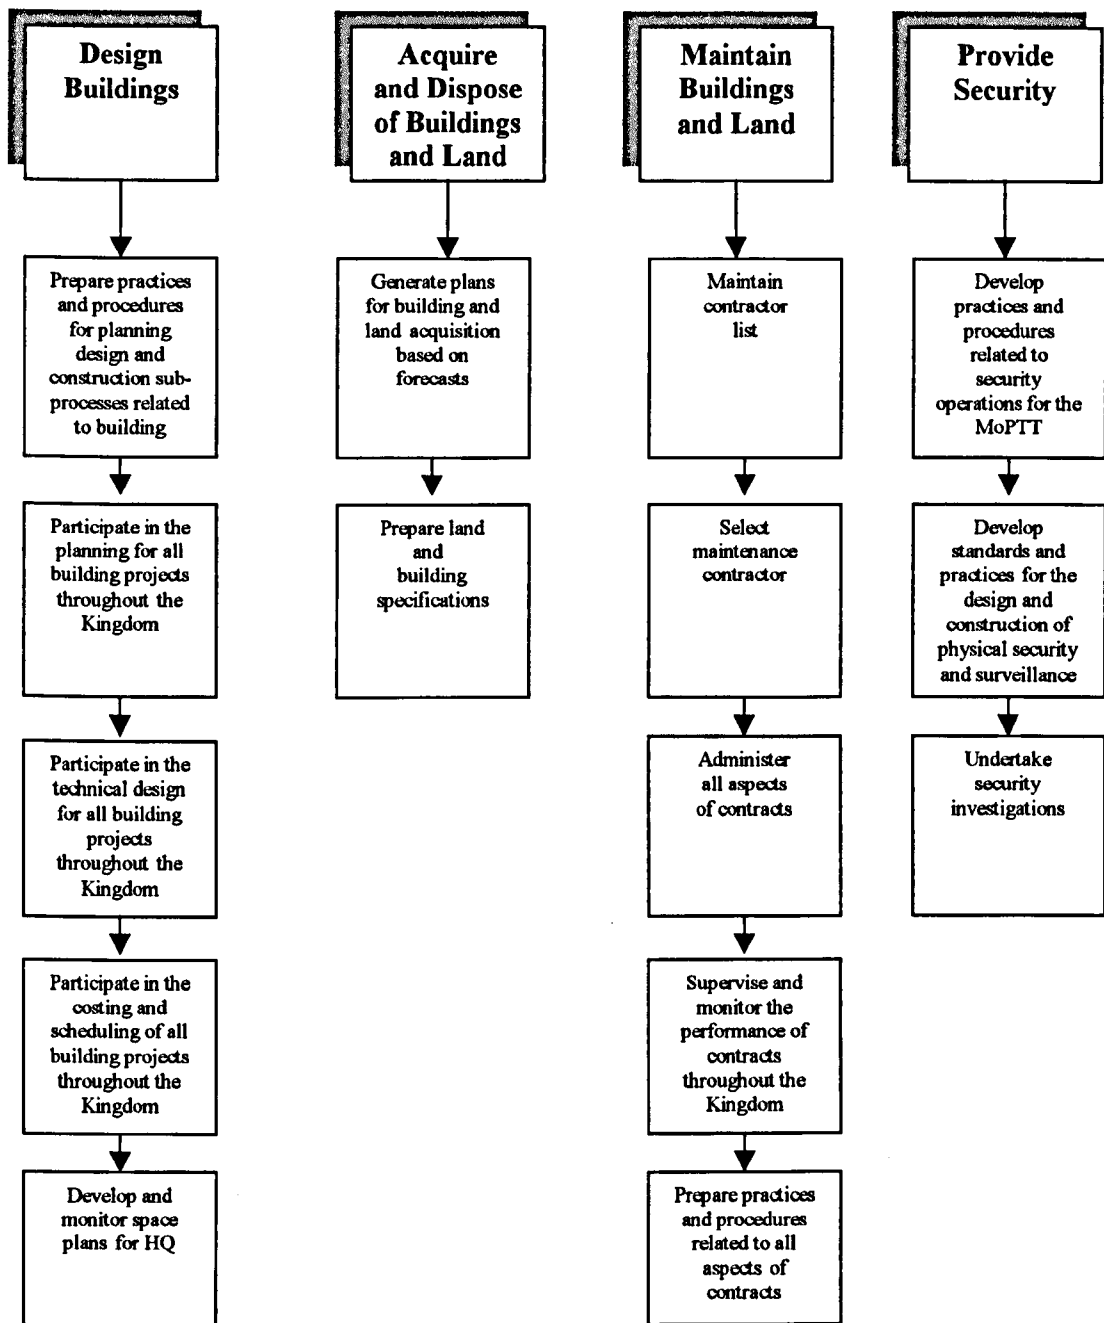 Design
Buildings
Acquire
and Dispose
of Buildings
and Land
Maintain
Buildings
and Land
Provide
Security
Prepare practices
and procedures
for planning
design and
construction sub-
processes related
to building
Generate plans
for building and
land acquisition
based on
forecasts
Maintain
contractor
list
Develop
practices and
procedures
related to
security
operations for the
MoPTT
Participate in the
planning for all
building projects
throughout the
Kingdom
Prepare land
and
building
specifications
Select
maintenance
contractor
Develop
standards and
practices for the
design and
construction of
physical security
and surveillance
Participate in the
technical design
for all building
projects
throughout the
Kingdom
Administer
all aspects
of contracts
Undertake
security
investigations
Participate in the
costing and
scheduling of all
building projects
throughout the
Kingdom
Supervise and
monitor the
performance of
contracts
throughout the
Kingdom
Develop and
monitor space
plans for HQ
Prepare practices
and procedures
related to all
aspects of
contracts